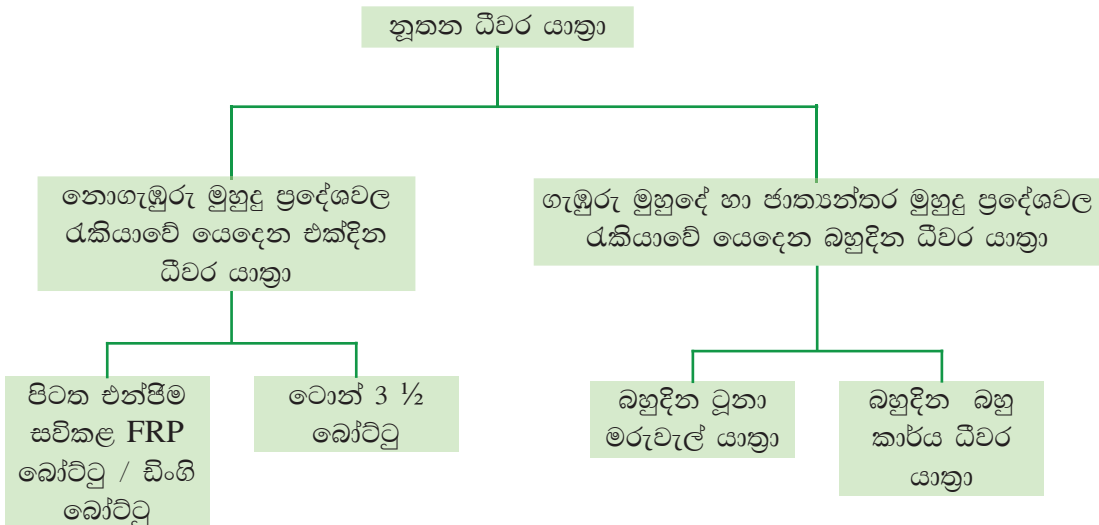 නූතන ධීවර යාත්‍රා
නොගැඹුරු මුහුදු ප්‍රදේශවල
රැකියාවේ යෙදෙන එක්දින
ධීවර යාත්‍රා
ගැඹුරු මුහුදේ හා ජාත්‍යන්තර මුහුදු ප්‍රදේශවල
රැකියාවේ යෙදෙන බහුදින ධීවර යාත්‍රා
පිටත එන්ජිම
සවිකළ FRP
බෝට්ටු / ඩිංගි
බෝට්ටු
ටොන් 3 ½
බෝට්ටු
බහුදින ටූනා
මරුවැල් යාත්‍රා
බහුදින බහු
කාර්ය ධීවර
යාත්‍රා